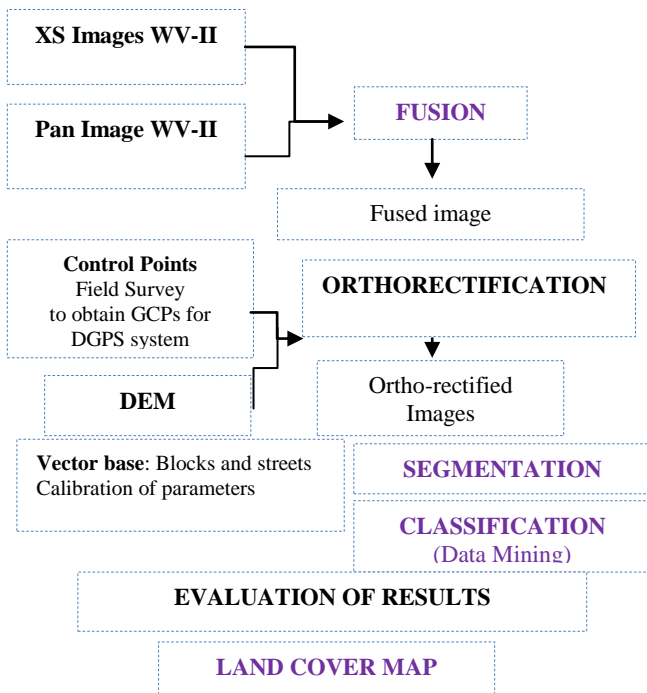 XS Images WV-II
Pan Image WV-II
FUSION
Fused image
Control Points
Field Survey
to obtain GCPs for
DGPS system
ORTHORECTIFICATION
DEM
Ortho-rectified
Images
Vector base: Blocks and streets
Calibration of parameters
SEGMENTATION
CLASSIFICATION
(Data Mining)
EVALUATION OF RESULTS
LAND COVER MAP